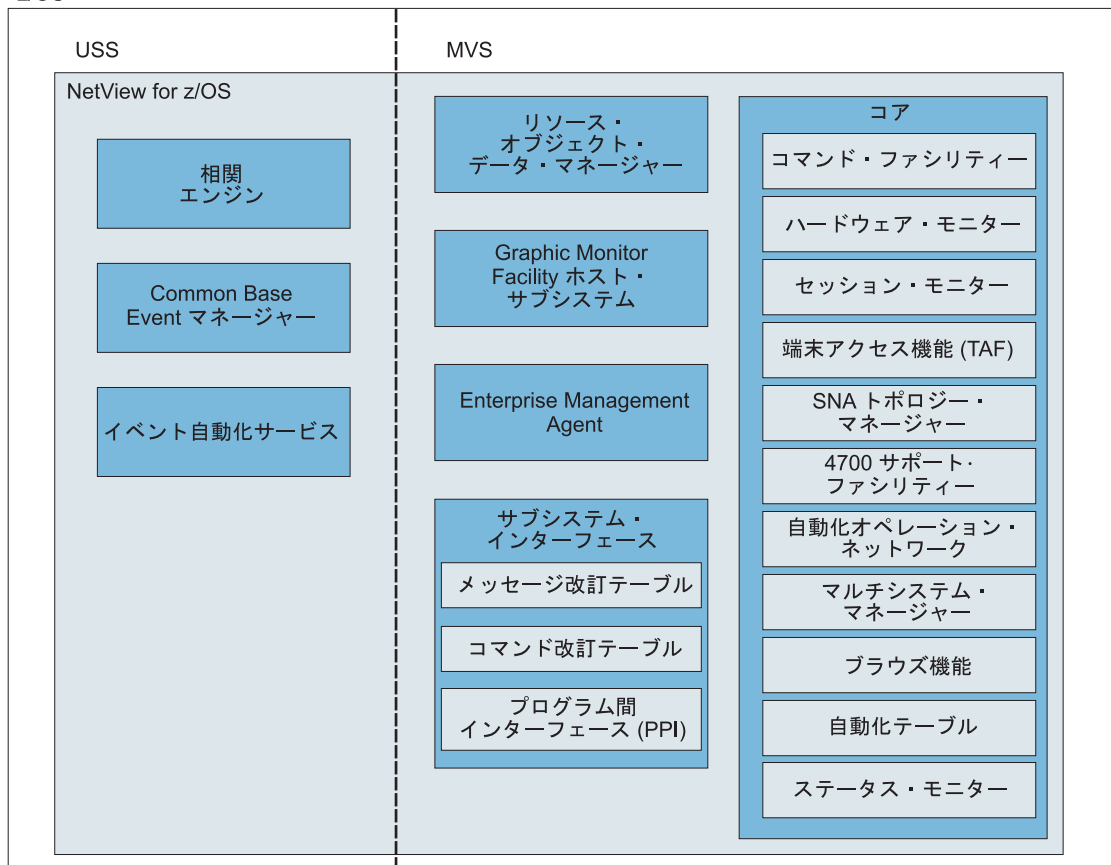 USS
MVS
NetView for z/OS
相関
エンジン
Common Base
Event マネージャー
イベント自動化サービス
リソース・
オブジェクト・
データ・マネージャー
Graphic Monitor
Facility ホスト・
サブシステム
Enterprise Management
Agent
サブシステム・
インターフェース
メッセージ改訂テーブル
コマンド改訂テーブル
プログラム間
インターフェース (PPI)
コア
コマンド・ファシリティー
ハードウェア・モニター
セッション・モニター
端末アクセス機能 (TAF)
SNA トポロジー・
マネージャー
4700 サポート・
ファシリティー
自動化オペレーション・
ネットワーク
マルチシステム・
マネージャー
ブラウズ機能
自動化テーブル
ステータス・モニター